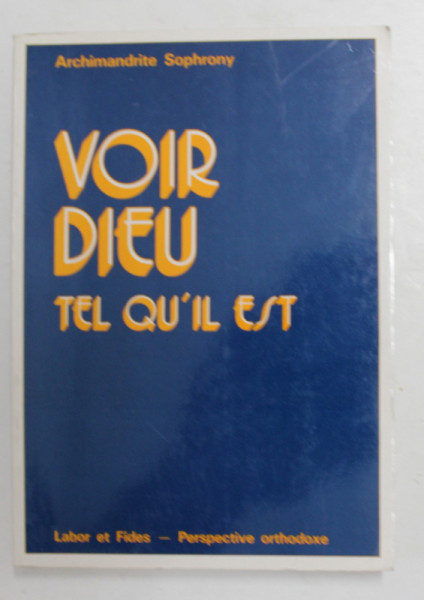 Archimandrite Sophrony
VOIR
DIEU
TEL QU'IL EST
Labor et Fides — Perspective orthodoxe